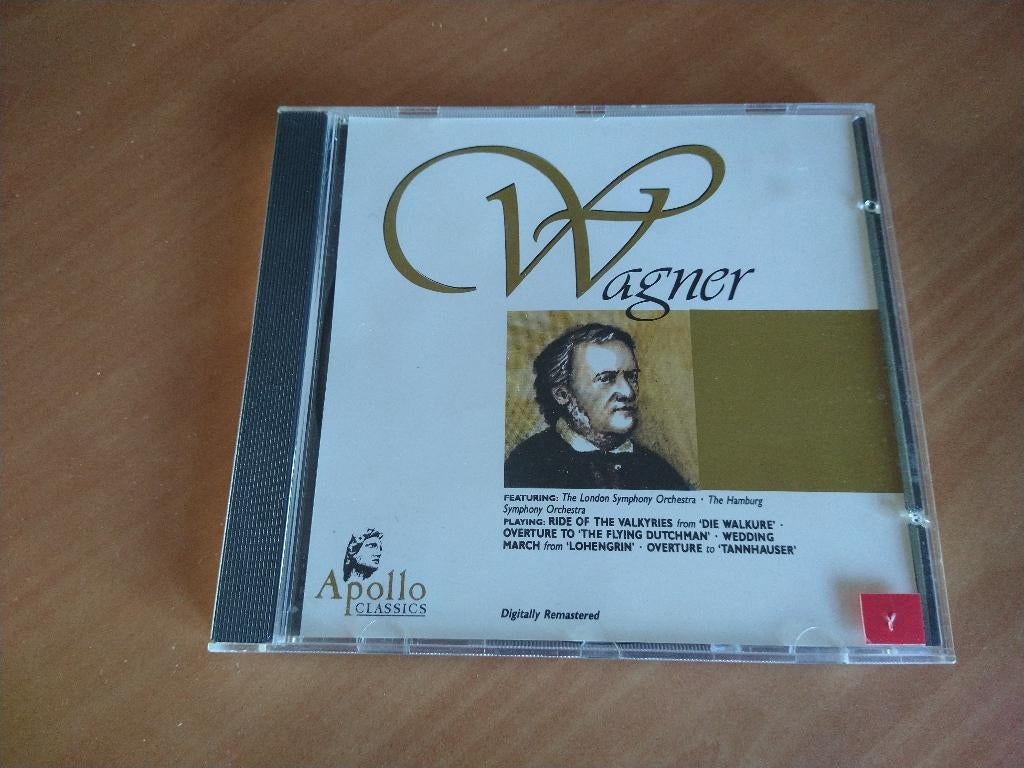 Wagner
FEATURING: The London Symphony Orchestra · The Hamburg
Symphony Orchestra
PLAYING: RIDE OF THE VALKYRIES from 'DIE WALKURE' ·
OVERTURE TO 'THE FLYING DUTCHMAN' · WEDDING
MARCH from 'LOHENGRIN' · OVERTURE to 'TANNHAUSER'
Apollo
CLASSICS
Digitally Remastered
Y